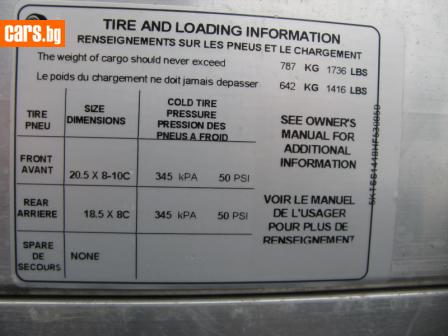 cars.bg
TIRE AND LOADING INFORMATION
RENSEIGNEMENTS SUR LES PNEUS ET LE CHARGEMENT
The weight of cargo should never exceed 787 KG 1736 LBS
Le poids du chargement ne doit jamais depasser 642 KG 1416 LBS
TIRE PNEU
SIZE DIMENSIONS
COLD TIRE PRESSURE
PRESSION DES PNEUS A FROID
FRONT AVANT 20.5 X 8-10C 345 kPA 50 PSI
REAR ARRIERE 18.5 X 8C 345 kPA 50 PSI
SPARE DE SECOURS NONE
SEE OWNER'S
MANUAL FOR
ADDITIONAL
INFORMATION
VOIR LE MANUEL
DE L'USAGER
POUR PLUS DE
RENSEIGNEMENT